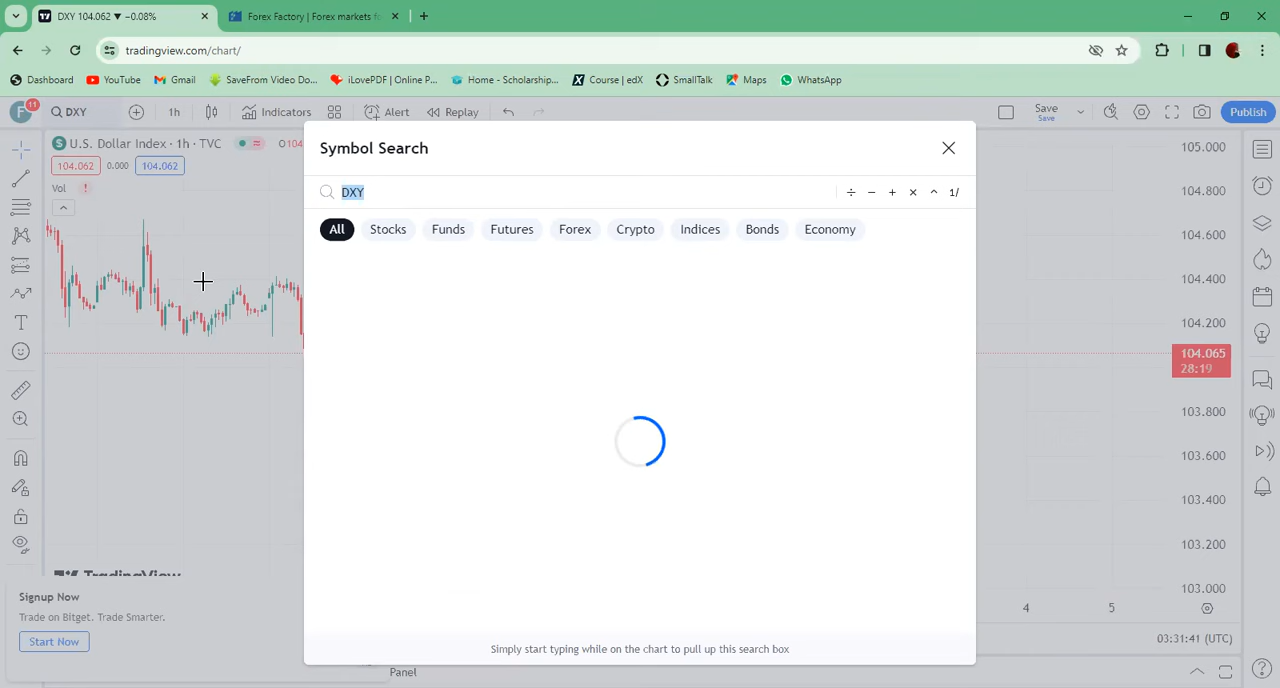 DXY 104.062 ▼ −0.08%
Forex Factory | Forex markets fo
tradingview.com/chart/
Dashboard
YouTube
Gmail
SaveFrom Video Do...
iLovePDF | Online P...
Home - Scholarship...
Course | edX
SmallTalk
Maps
WhatsApp
F
11
DXY
1h
Indicators
Alert
Replay
Save
Save
Publish
U.S. Dollar Index · 1h · TVC
O104
104.062
0.000
104.062
Vol
Symbol Search
DXY
÷ − + × ^ 1/
All
Stocks
Funds
Futures
Forex
Crypto
Indices
Bonds
Economy
Simply start typing while on the chart to pull up this search box
105.000
104.800
104.600
104.400
104.200
104.065
28:19
103.800
103.600
103.400
103.200
103.000
4
5
03:31:41 (UTC)
TradingView
Signup Now
Trade on Bitget. Trade Smarter.
Start Now
Panel